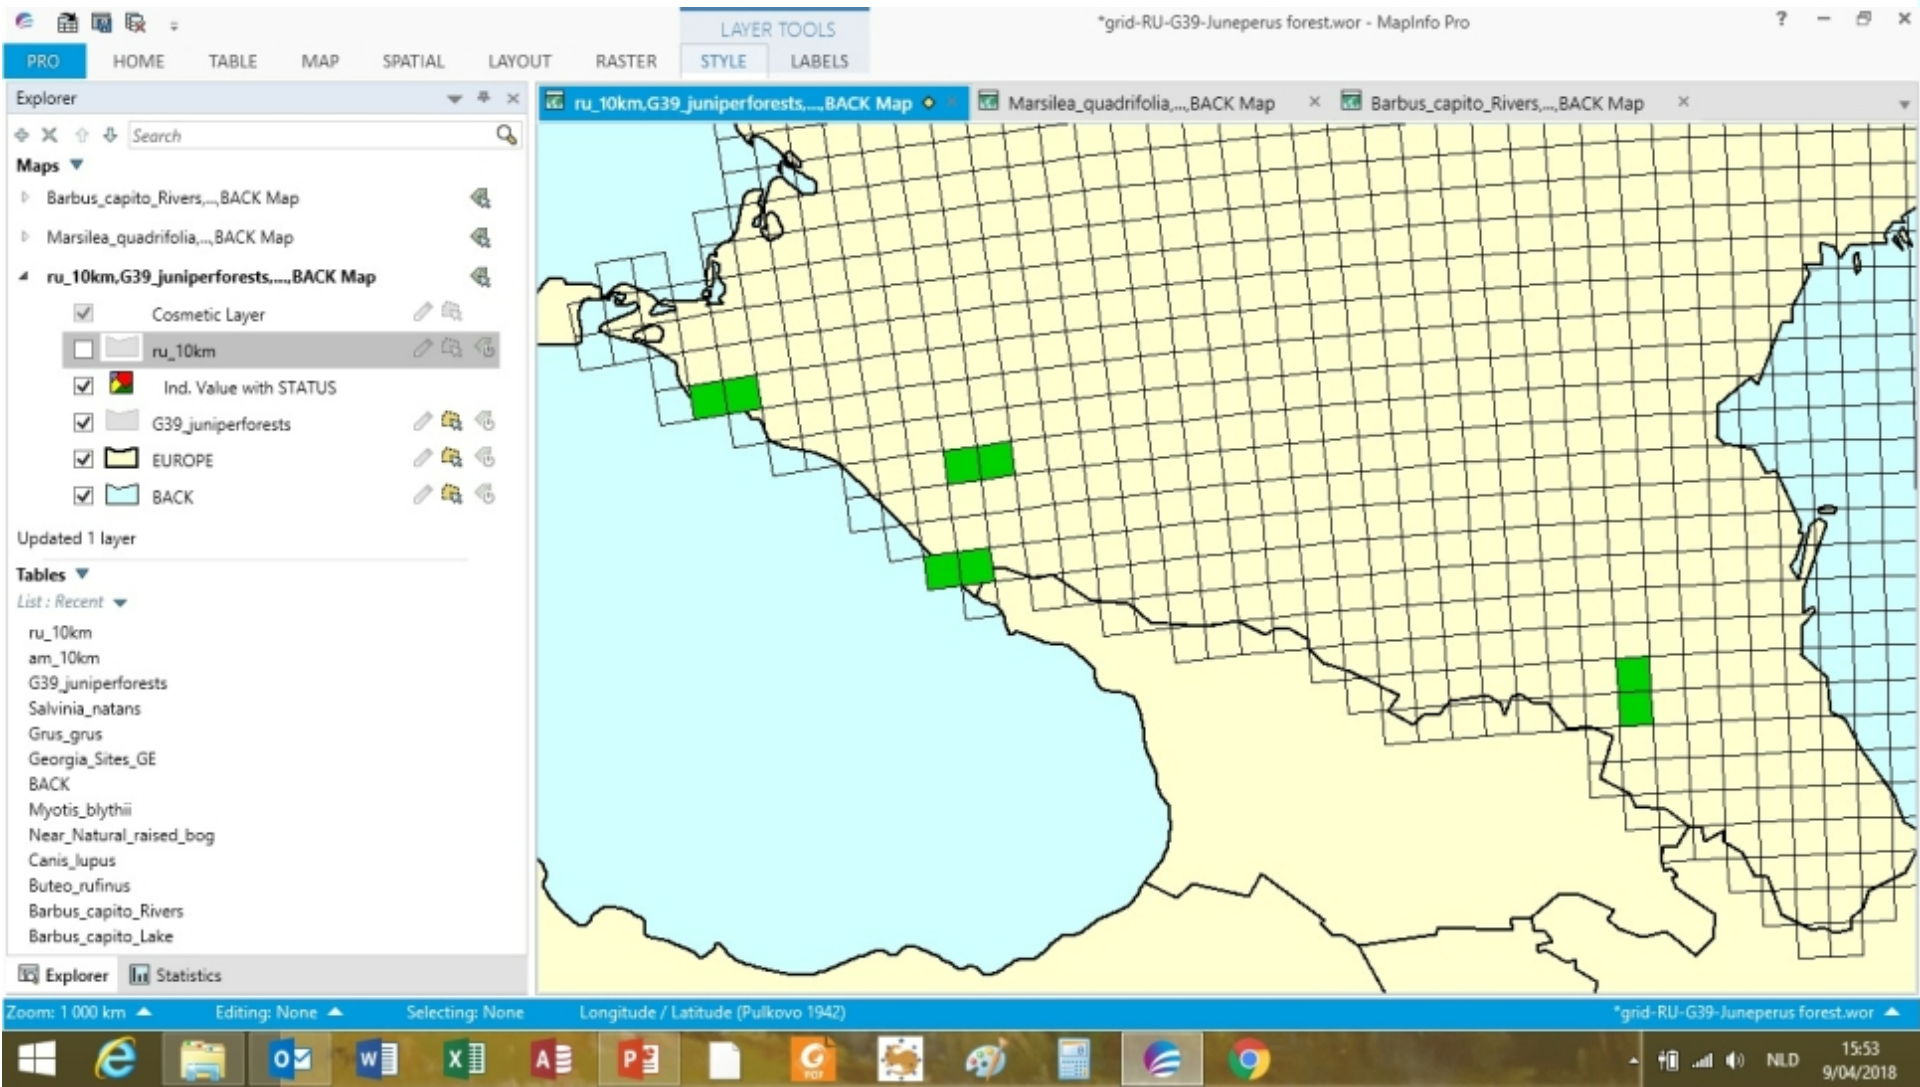 LAYER TOOLS
*grid-RU-G39-Juneperus forest.wor - MapInfo Pro
?
PRO HOME TABLE MAP SPATIAL LAYOUT RASTER STYLE LABELS
Explorer
ru_10km,G39_juniperforests,...,BACK Map
Marsilea_quadrifolia,...,BACK Map
Barbus_capito_Rivers,...,BACK Map
Search
Maps
Barbus_capito_Rivers,...,BACK Map
Marsilea_quadrifolia,...,BACK Map
ru_10km,G39_juniperforests,...,BACK Map
Cosmetic Layer
ru_10km
Ind. Value with STATUS
G39_juniperforests
EUROPE
BACK
Updated 1 layer
Tables
List : Recent
ru_10km
am_10km
G39_juniperforests
Salvinia_natans
Grus_grus
Georgia_Sites_GE
BACK
Myotis_blythii
Near_Natural_raised_bog
Canis_lupus
Buteo_rufinus
Barbus_capito_Rivers
Barbus_capito_Lake
Explorer Statistics
Zoom: 1 000 km Editing: None Selecting: None Longitude / Latitude (Pulkovo 1942) *grid-RU-G39-Juneperus forest.wor
NLD
15:53
9/04/2018